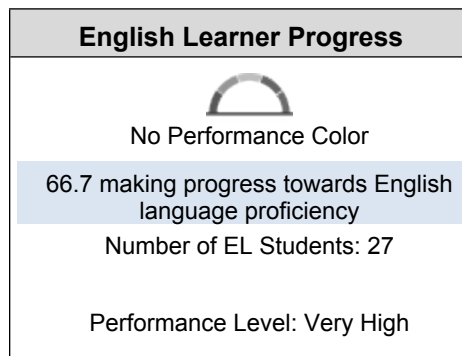 English Learner Progress
No Performance Color
66.7 making progress towards English
language proficiency
Number of EL Students: 27
Performance Level: Very High